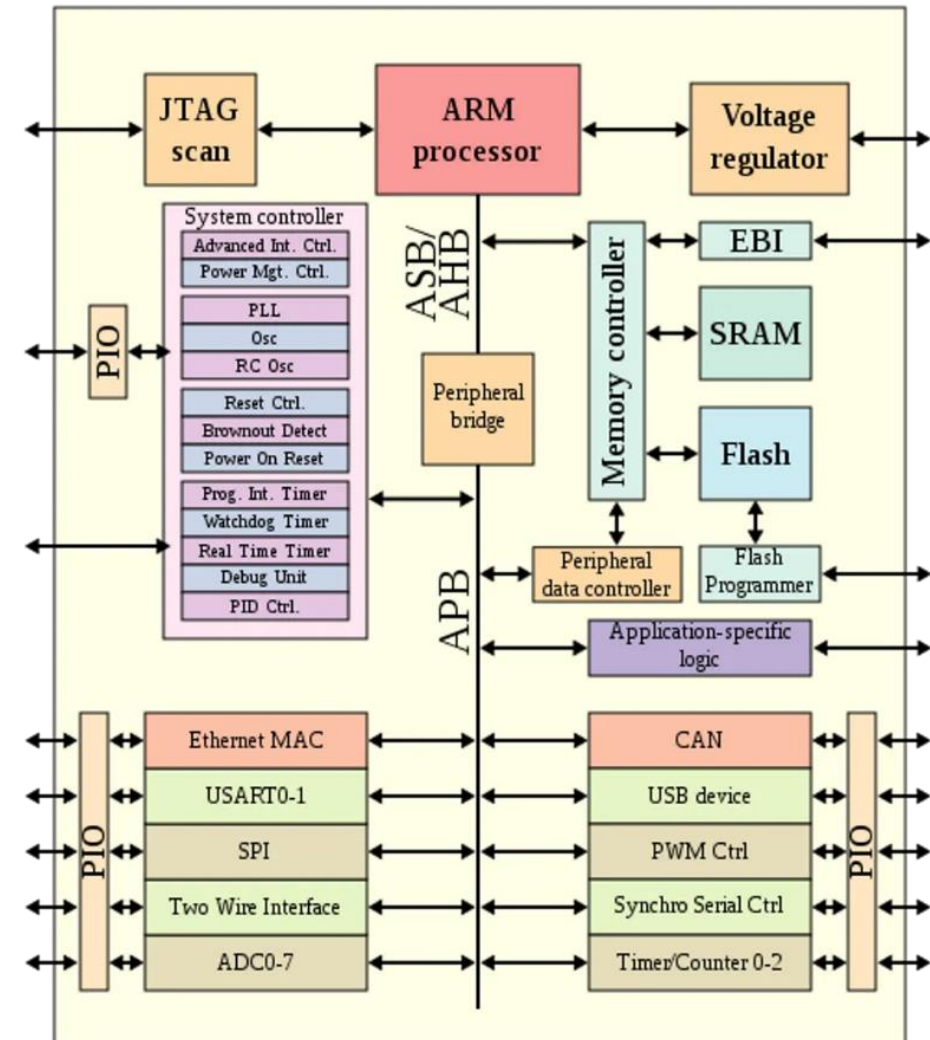 JTAG
scan
ARM
processor
Voltage
regulator
System controller
Advanced Int. Ctrl.
Power Mgt. Ctrl.
PLL
Osc
RC Osc
Reset Ctrl.
Brownout Detect
Power On Reset
Prog. Int. Timer
Watchdog Timer
Real Time Timer
Debug Unit
PID Ctrl.
PIO
ASB/
AHB
Peripheral
bridge
APB
Memory controller
EBI
SRAM
Flash
Peripheral
data controller
Flash
Programmer
Application-specific
logic
PIO
Ethernet MAC
USART0-1
SPI
Two Wire Interface
ADC0-7
CAN
USB device
PWM Ctrl
Synchro Serial Ctrl
Timer/Counter 0-2
PIO